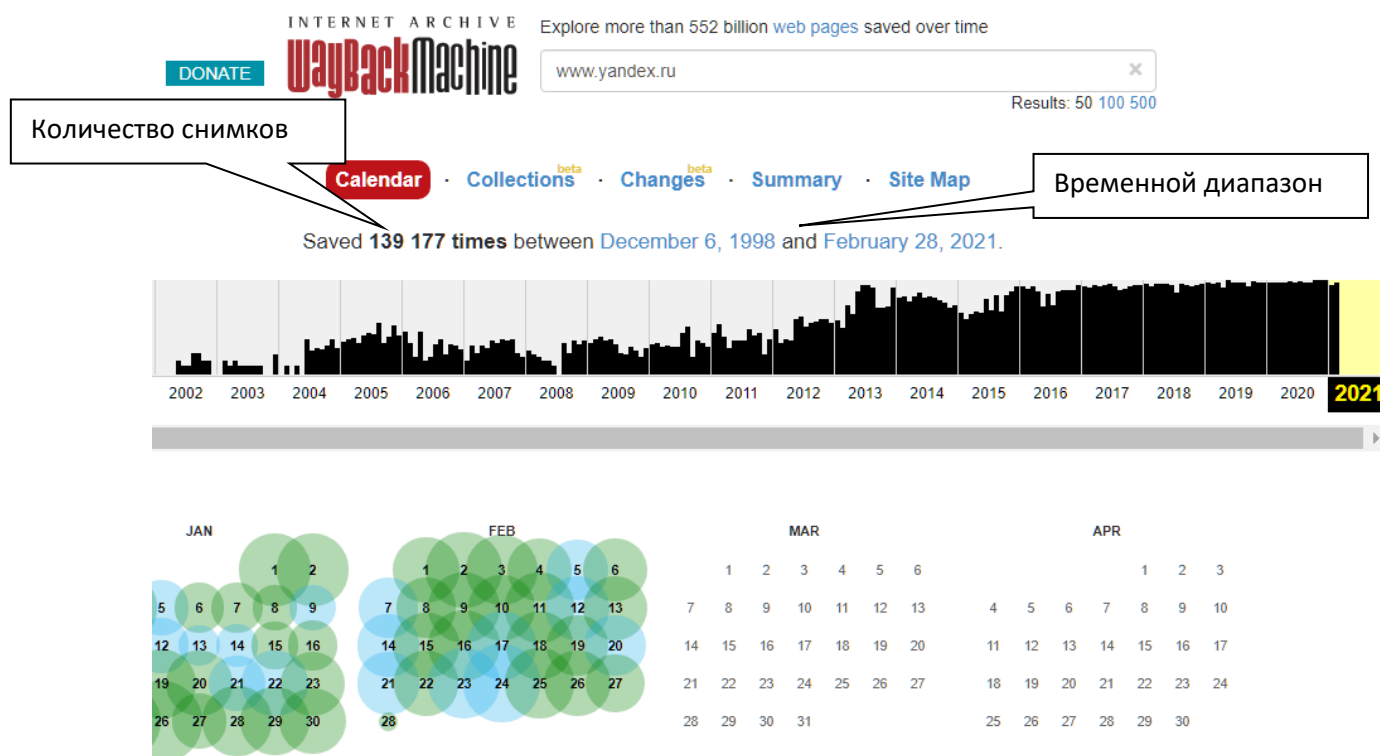 INTERNET ARCHIVE
WayBackMachine
DONATE
Explore more than 552 billion web pages saved over time
www.yandex.ru ×
Results: 50 100 500
Количество снимков
Calendar · Collections beta · Changes beta · Summary · Site Map
Временной диапазон
Saved 139 177 times between December 6, 1998 and February 28, 2021.
2002 2003 2004 2005 2006 2007 2008 2009 2010 2011 2012 2013 2014 2015 2016 2017 2018 2019 2020 2021
JAN
1 2
5 6 7 8 9
12 13 14 15 16
19 20 21 22 23
26 27 28 29 30
FEB
1 2 3 4 5 6
7 8 9 10 11 12 13
14 15 16 17 18 19 20
21 22 23 24 25 26 27
28
MAR
1 2 3 4 5 6
7 8 9 10 11 12 13
14 15 16 17 18 19 20
21 22 23 24 25 26 27
28 29 30 31
APR
1 2 3
4 5 6 7 8 9 10
11 12 13 14 15 16 17
18 19 20 21 22 23 24
25 26 27 28 29 30